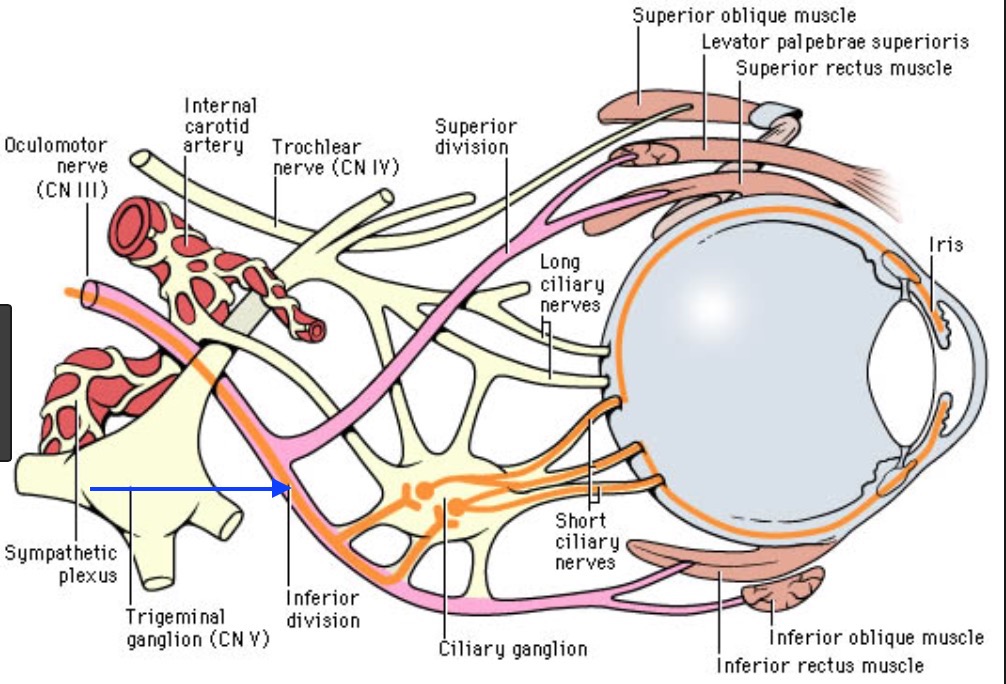 Superior oblique muscle
Levator palpebrae superioris
Superior rectus muscle
Internal
carotid
artery
Oculomotor
nerve
(CN III)
Trochlear
nerve (CN IV)
Superior
division
Iris
Long
ciliary
nerves
Short
ciliary
nerves
Sympathetic
plexus
Trigeminal
ganglion (CN V)
Inferior
division
Ciliary ganglion
Inferior oblique muscle
Inferior rectus muscle